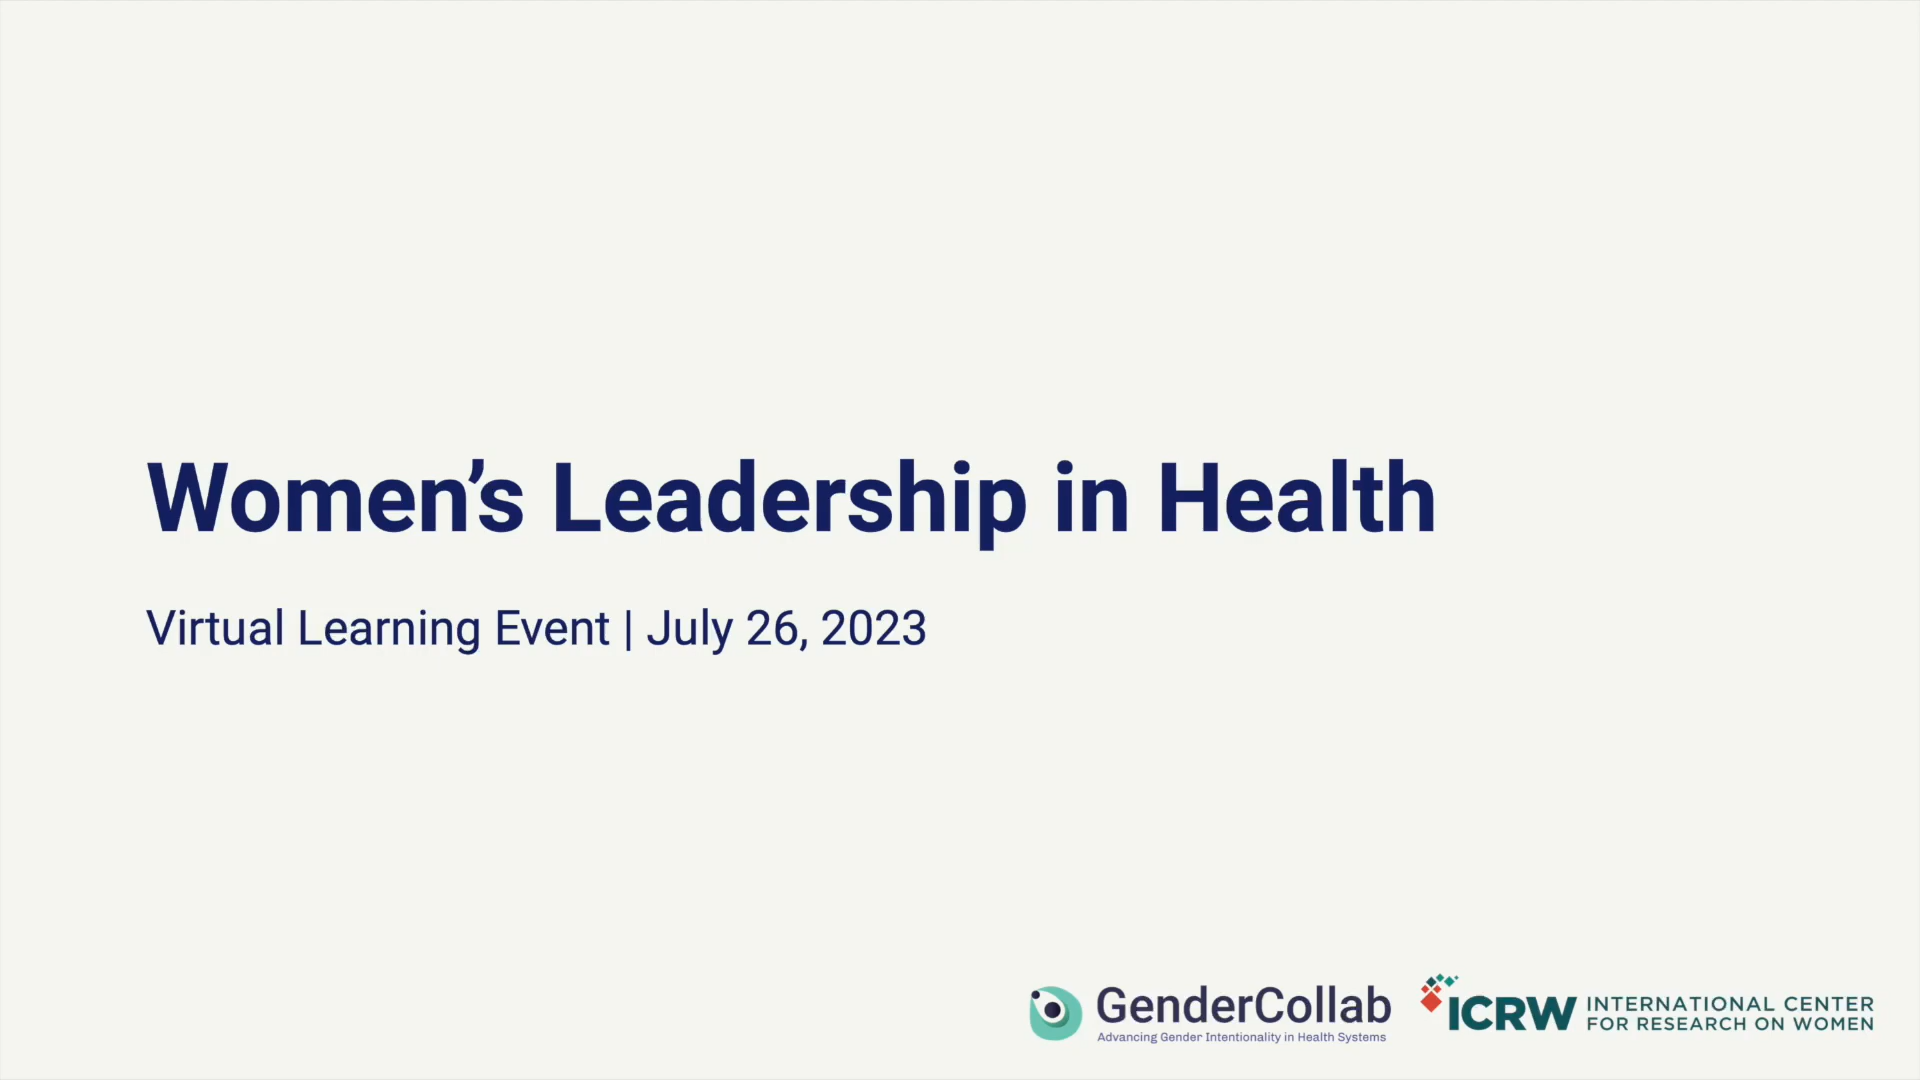 Women’s Leadership in Health
Virtual Learning Event | July 26, 2023
GenderCollab
Advancing Gender Intentionality in Health Systems
ICRW
INTERNATIONAL CENTER
FOR RESEARCH ON WOMEN